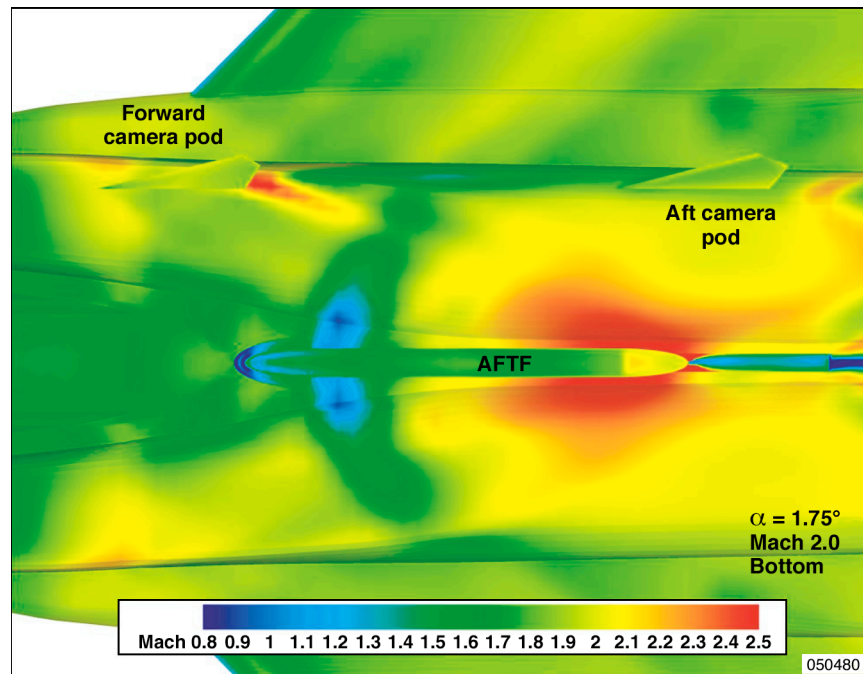 Forward
camera pod
Aft camera
pod
AFTF
α = 1.75°
Mach 2.0
Bottom
Mach 0.8 0.9 1 1.1 1.2 1.3 1.4 1.5 1.6 1.7 1.8 1.9 2 2.1 2.2 2.3 2.4 2.5
050480